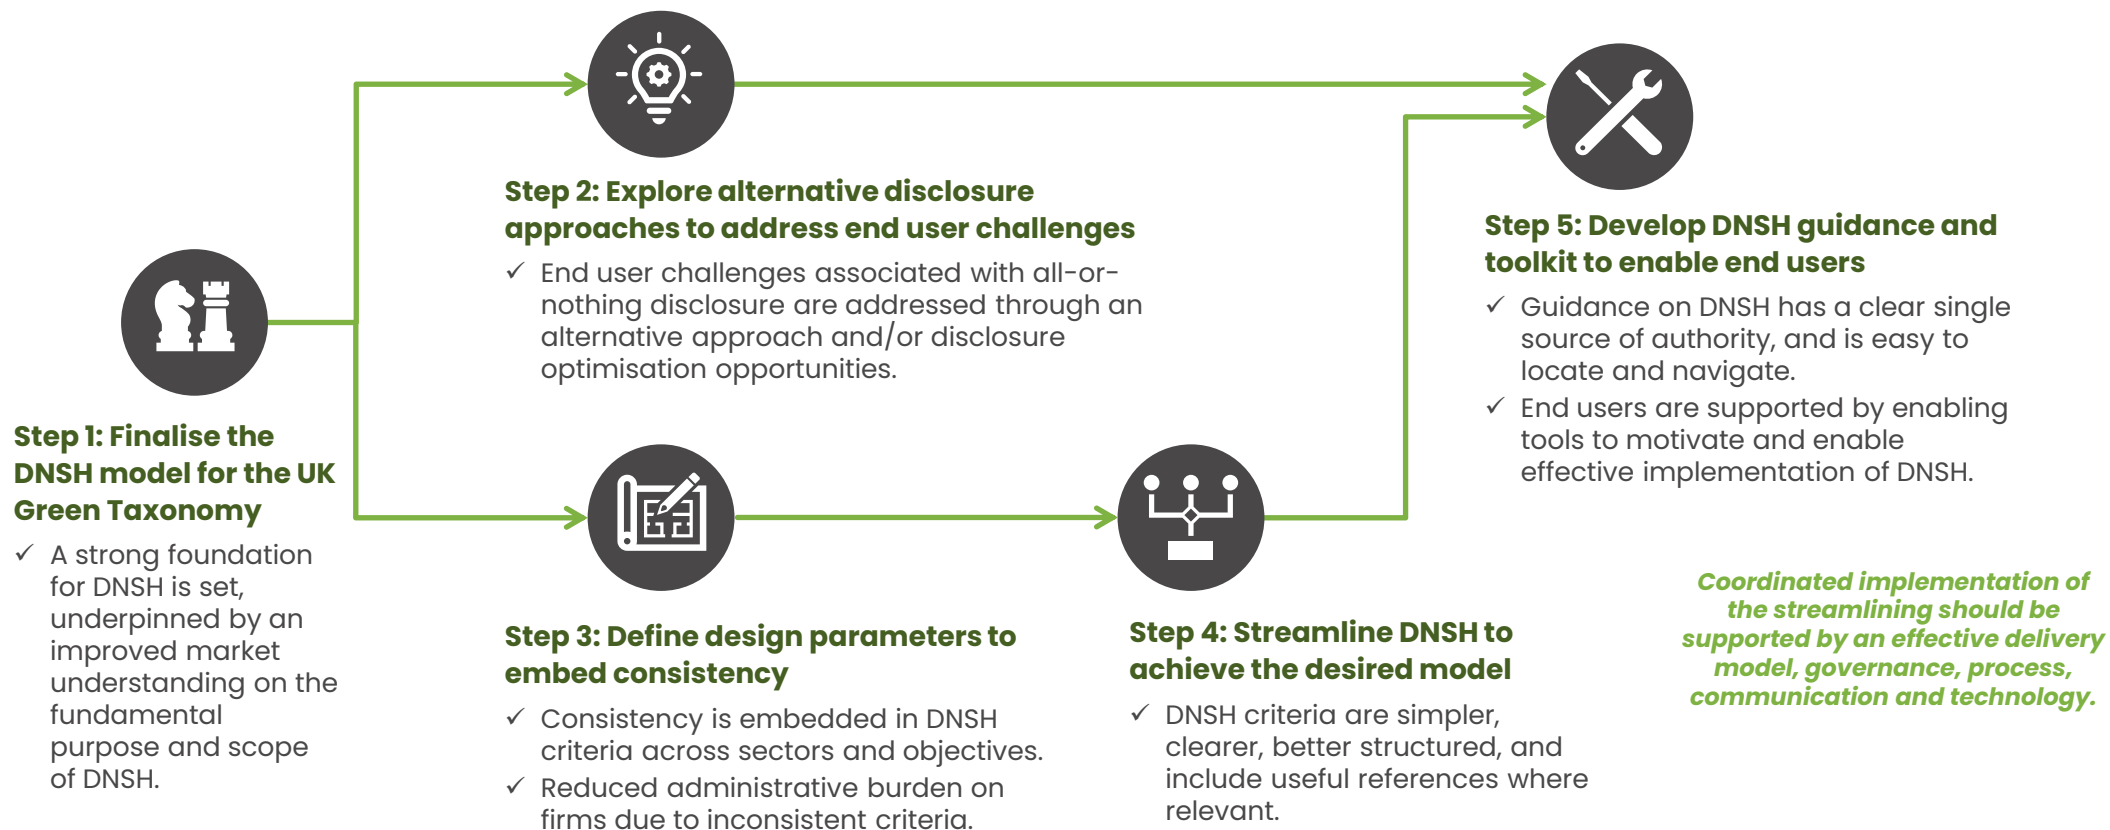 Step 1: Finalise the
DNSH model for the UK
Green Taxonomy
✓ A strong foundation
for DNSH is set,
underpinned by an
improved market
understanding on the
fundamental
purpose and scope
of DNSH.
Step 2: Explore alternative disclosure
approaches to address end user challenges
✓ End user challenges associated with all-or-
nothing disclosure are addressed through an
alternative approach and/or disclosure
optimisation opportunities.
Step 3: Define design parameters to
embed consistency
✓ Consistency is embedded in DNSH
criteria across sectors and objectives.
✓ Reduced administrative burden on
firms due to inconsistent criteria.
Step 4: Streamline DNSH to
achieve the desired model
✓ DNSH criteria are simpler,
clearer, better structured, and
include useful references where
relevant.
Step 5: Develop DNSH guidance and
toolkit to enable end users
✓ Guidance on DNSH has a clear single
source of authority, and is easy to
locate and navigate.
✓ End users are supported by enabling
tools to motivate and enable
effective implementation of DNSH.
Coordinated implementation of
the streamlining should be
supported by an effective delivery
model, governance, process,
communication and technology.